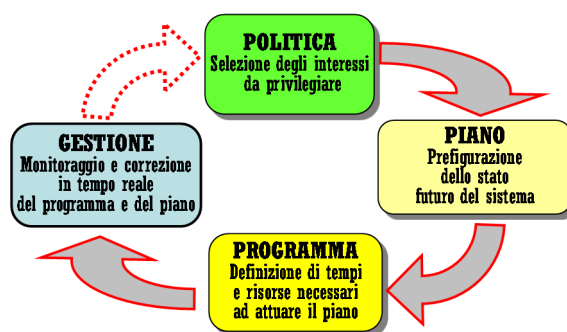 POLITICA
Selezione degli interessi
da privilegiare
PIANO
Prefigurazione
dello stato
futuro del sistema
PROGRAMMA
Definizione di tempi
e risorse necessari
ad attuare il piano
GESTIONE
Monitoraggio e correzione
in tempo reale
del programma e del piano